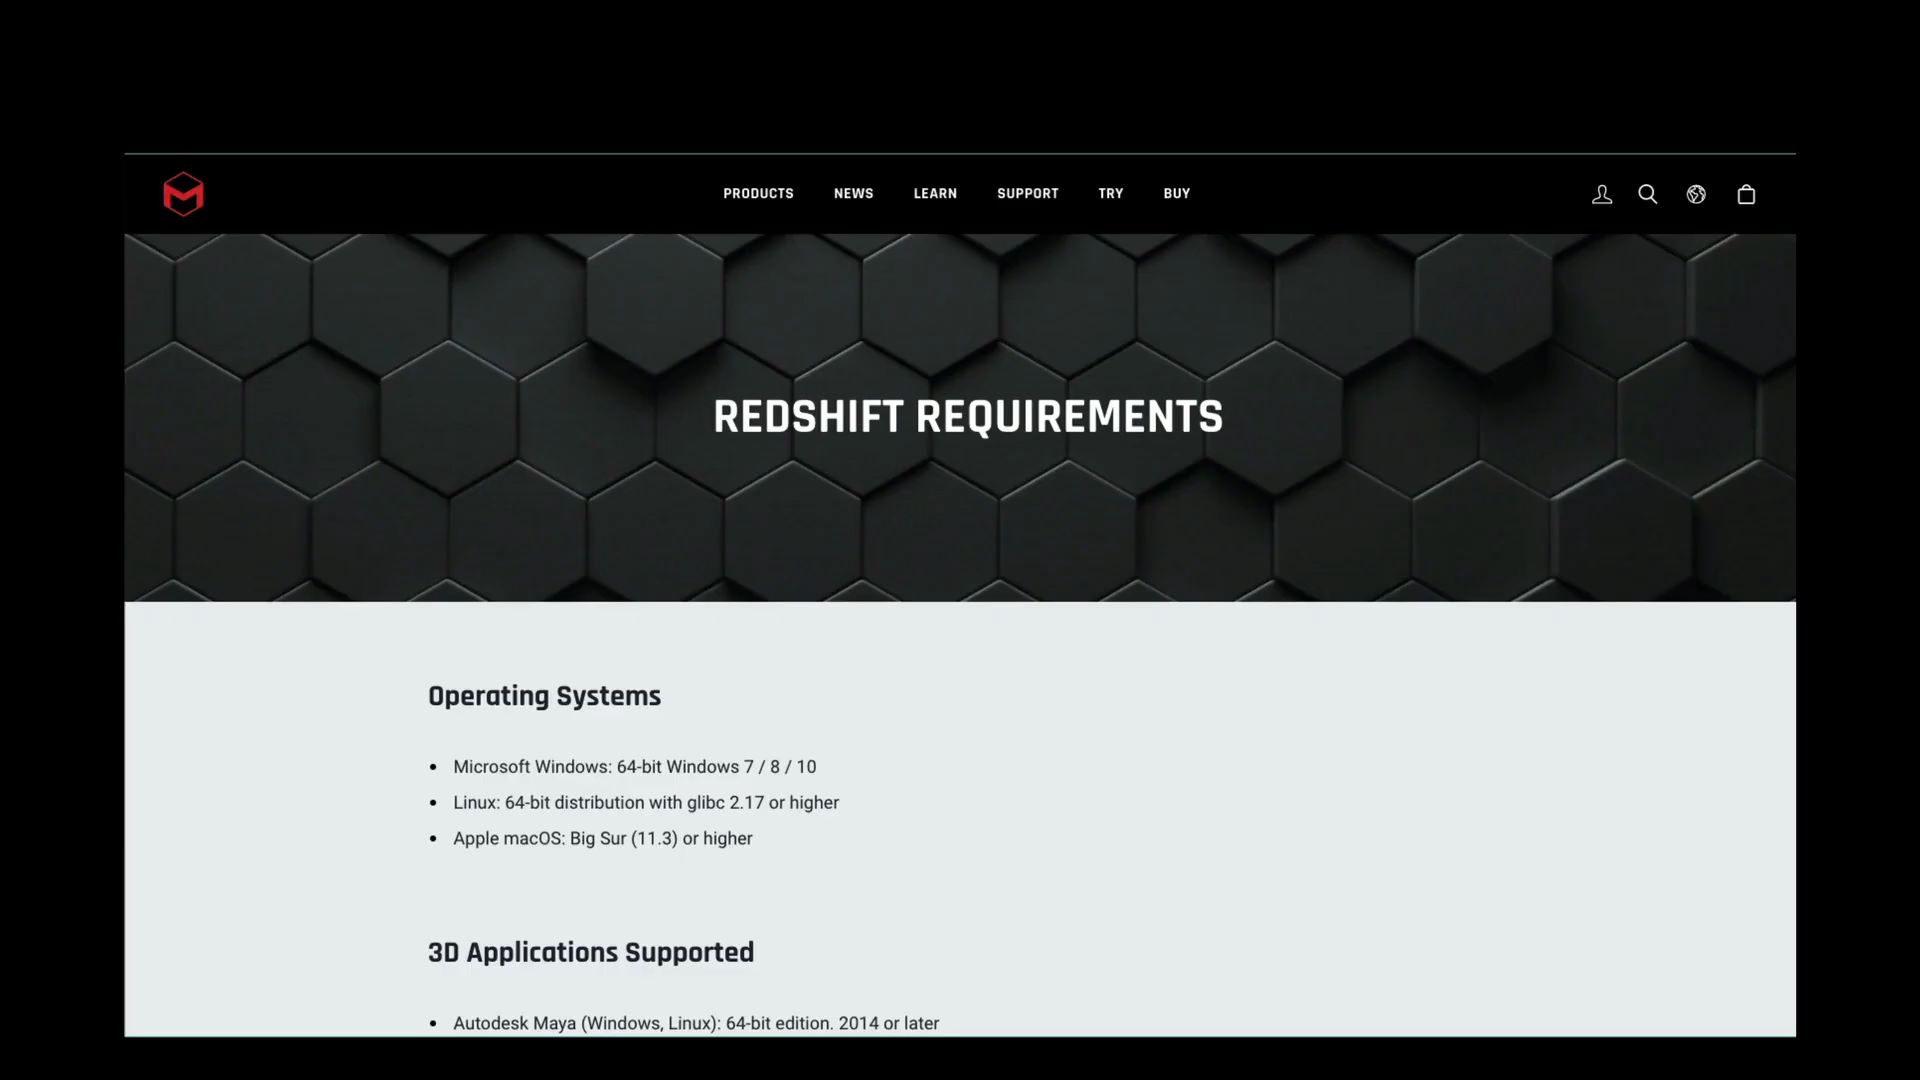 PRODUCTS NEWS LEARN SUPPORT TRY BUY
REDSHIFT REQUIREMENTS
Operating Systems
• Microsoft Windows: 64-bit Windows 7 / 8 / 10
• Linux: 64-bit distribution with glibc 2.17 or higher
• Apple macOS: Big Sur (11.3) or higher
3D Applications Supported
• Autodesk Maya (Windows, Linux): 64-bit edition. 2014 or later